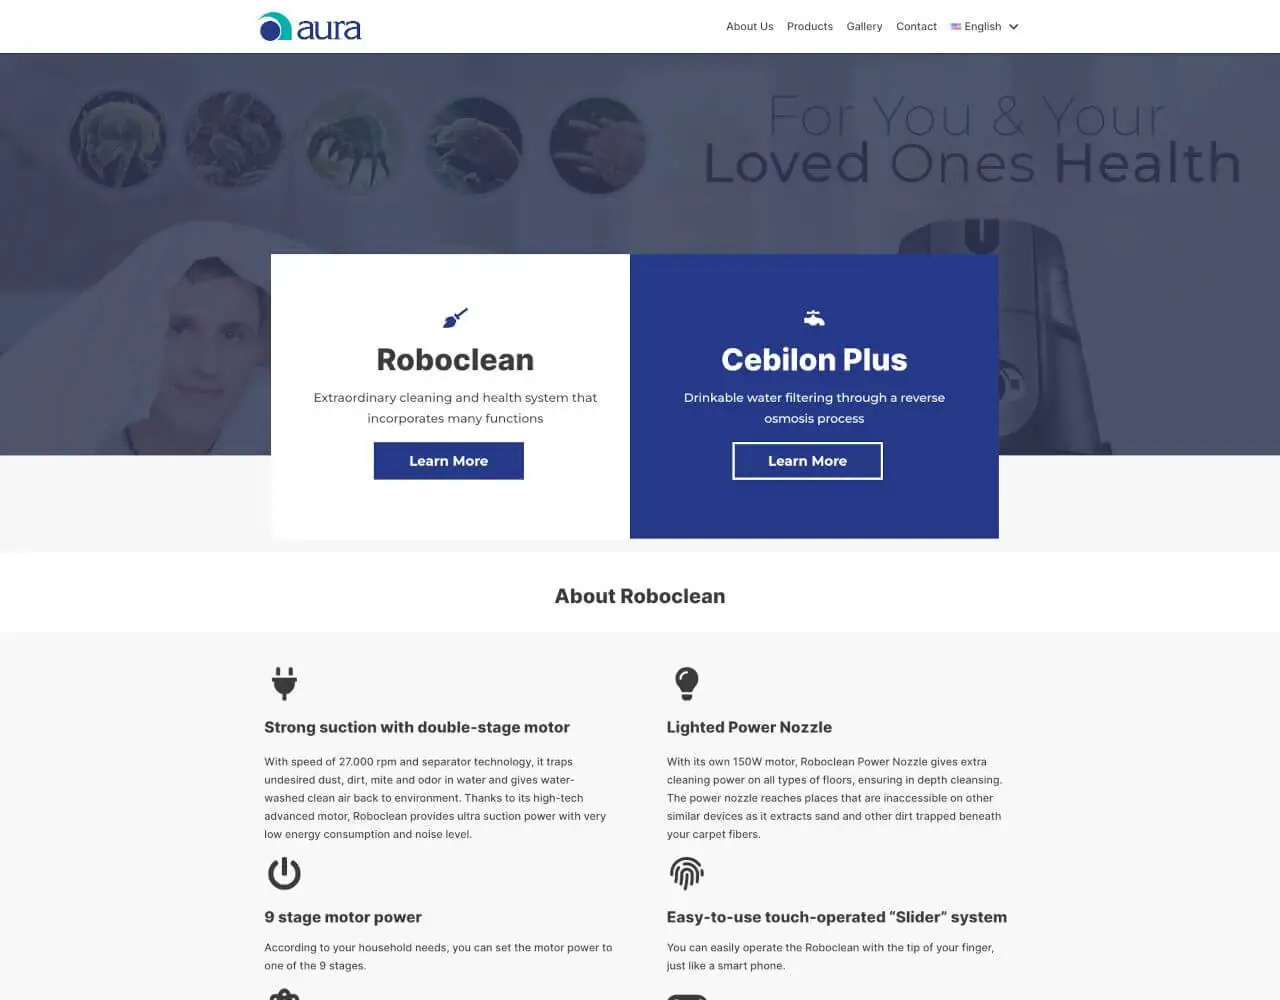 aura
About Us Products Gallery Contact English
For You & Your
Loved Ones Health
Roboclean
Extraordinary cleaning and health system that
incorporates many functions
Learn More
Cebilon Plus
Drinkable water filtering through a reverse
osmosis process
Learn More
About Roboclean
Strong suction with double-stage motor
With speed of 27.000 rpm and separator technology, it traps
undesired dust, dirt, mite and odor in water and gives water-
washed clean air back to environment. Thanks to its high-tech
advanced motor, Roboclean provides ultra suction power with very
low energy consumption and noise level.
Lighted Power Nozzle
With its own 150W motor, Roboclean Power Nozzle gives extra
cleaning power on all types of floors, ensuring in depth cleansing.
The power nozzle reaches places that are inaccessible on other
similar devices as it extracts sand and other dirt trapped beneath
your carpet fibers.
9 stage motor power
According to your household needs, you can set the motor power to
one of the 9 stages.
Easy-to-use touch-operated “Slider” system
You can easily operate the Roboclean with the tip of your finger,
just like a smart phone.